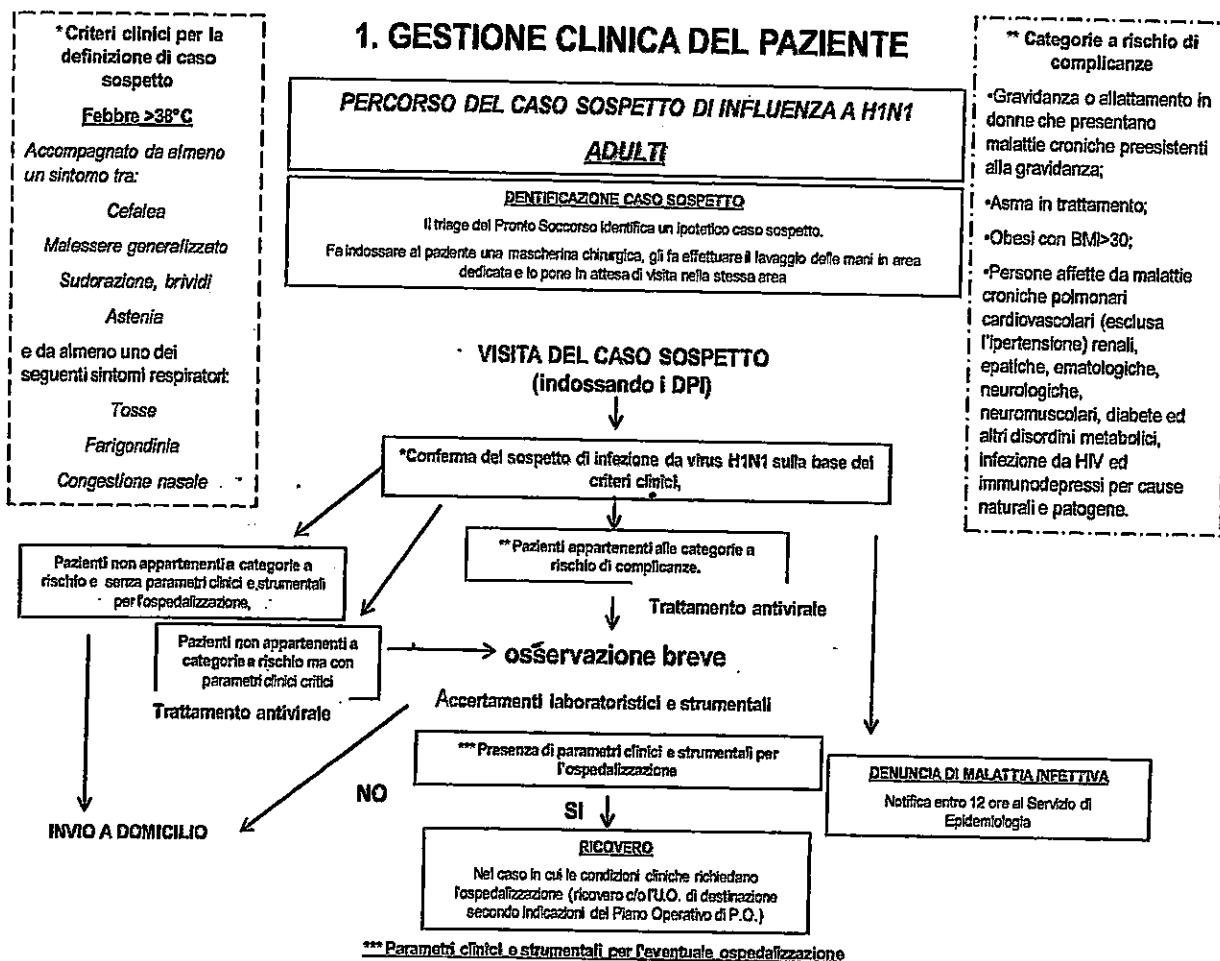 *Criteri clinici per la
definizione di caso
sospetto
Febbre >38°C
Accompagnato da almeno
un sintomo tra:
Cefalea
Malessere generalizzato
Sudorazione, brividi
Astenia
e da almeno uno dei
seguenti sintomi respiratori:
Tosse
Farigondinia
Congestione nasale
1. GESTIONE CLINICA DEL PAZIENTE
PERCORSO DEL CASO SOSPETTO DI INFLUENZA A H1N1
ADULTI
DENTIFICAZIONE CASO SOSPETTO
Il triage del Pronto Soccorso identifica un ipotetico caso sospetto.
Fa indossare al paziente una mascherina chirurgica, gli fa effettuare il lavaggio delle mani in area
dedicata e lo pone in attesa di visita nella stessa area
** Categorie a rischio di
complicanze
•Gravidanza o allattamento in
donne che presentano
malattie croniche preesistenti
alla gravidanza;
•Asma in trattamento;
•Obesi con BMI>30;
•Persone affette da malattie
croniche polmonari
cardiovascolari (esclusa
l'ipertensione) renali,
epatiche, ematologiche,
neurologiche,
neuromuscolari, diabete ed
altri disordini metabolici,
infezione da HIV ed
immunodepressi per cause
naturali e patogene.
VISITA DEL CASO SOSPETTO
(indossando i DPI)
*Conferma del sospetto di infezione da virus H1N1 sulla base dei
criteri clinici,
Pazienti non appartenenti a categorie a
rischio e senza parametri clinici e strumentali
per l'ospedalizzazione,
** Pazienti appartenenti alle categorie a
rischio di complicanze.
Trattamento antivirale
Pazienti non appartenenti a
categorie a rischio ma con
parametri clinici critici
Trattamento antivirale
osservazione breve
Accertamenti laboratoristici e strumentali
*** Presenza di parametri clinici e strumentali per
l'ospedalizzazione
DENUNCIA DI MALATTIA INFETTIVA
Notifica entro 12 ore al Servizio di
Epidemiologia
NO
SI
INVIO A DOMICILIO
RICOVERO
Nel caso in cui le condizioni cliniche richiedano
l'ospedalizzazione (ricovero c/o l'U.O. di destinazione
secondo indicazioni del Piano Operativo di P.O.)
*** Parametri clinici e strumentali per l'eventuale ospedalizzazione